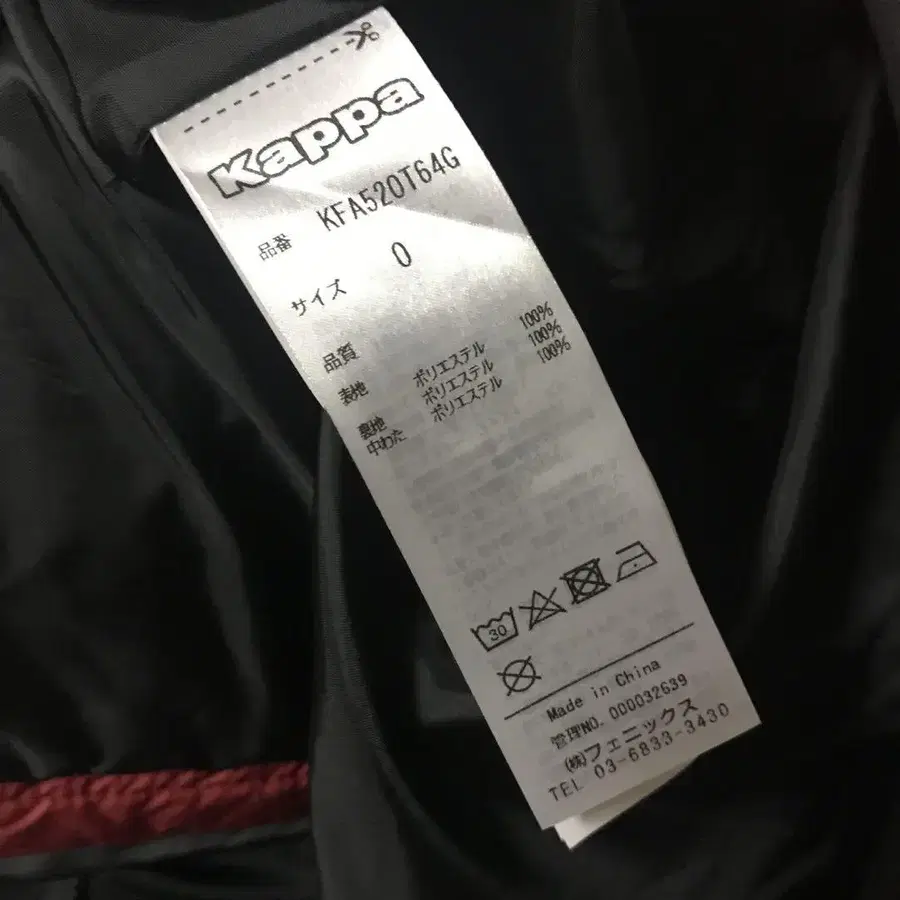 Kappa
品番 KFA520T64G
サイズ 0
品質
表地 ポリエステル 100%
裏地 ポリエステル 100%
中わた ポリエステル 100%
30
Made in China
管理NO. 000032639
(株)フェニックス
TEL 03-6833-3430